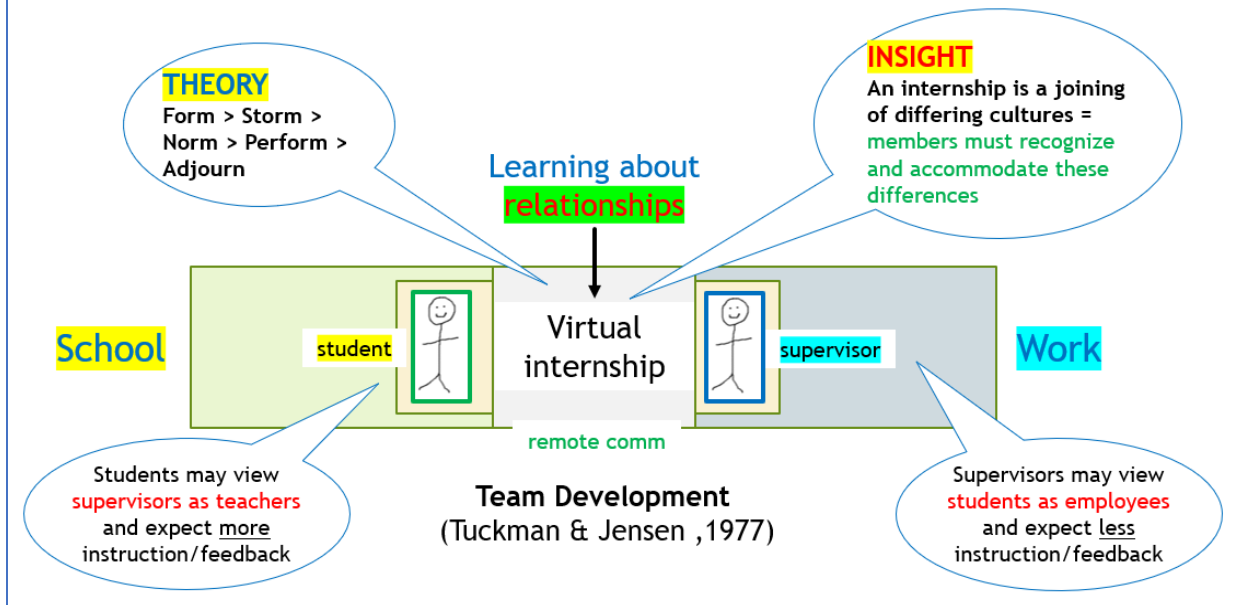 THEORY
Form > Storm >
Norm > Perform >
Adjourn
INSIGHT
An internship is a joining
of differing cultures =
members must recognize
and accommodate these
differences
Learning about
relationships
School
student
Virtual
internship
supervisor
Work
remote comm
Students may view
supervisors as teachers
and expect more
instruction/feedback
Team Development
(Tuckman & Jensen ,1977)
Supervisors may view
students as employees
and expect less
instruction/feedback